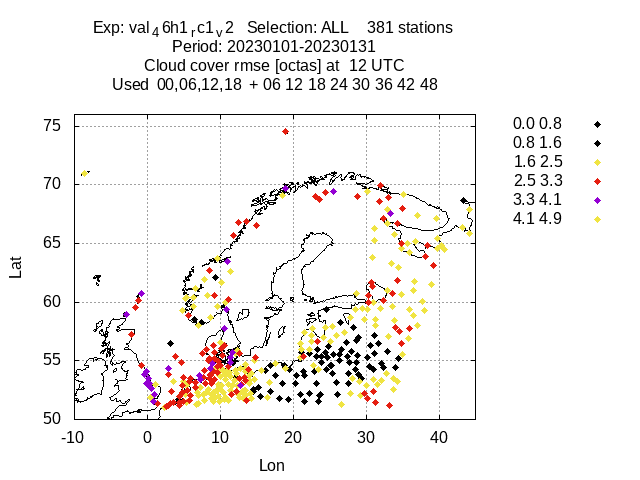 Exp: val4 6h1r c1v 2 Selection: ALL 381 stations
Period: 20230101-20230131
Cloud cover rmse [octas] at 12 UTC
Used 00,06,12,18 + 06 12 18 24 30 36 42 48
0.0 0.8
0.8 1.6
1.6 2.5
2.5 3.3
3.3 4.1
4.1 4.9
Lat
75
70
65
60
55
50
-10 0 10 20 30 40
Lon